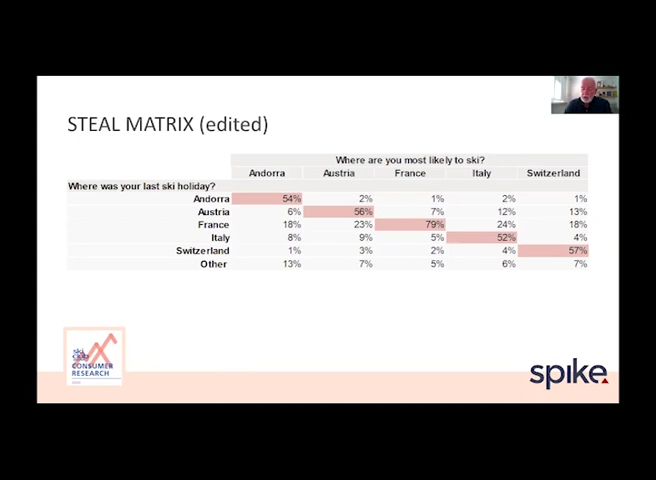 STEAL MATRIX (edited)
Where are you most likely to ski?
Andorra Austria France Italy Switzerland
Where was your last ski holiday?
Andorra 54% 2% 1% 2% 1%
Austria 6% 56% 7% 12% 13%
France 18% 23% 79% 24% 18%
Italy 8% 9% 5% 52% 4%
Switzerland 1% 3% 2% 4% 57%
Other 13% 7% 5% 6% 7%
ski
club
CONSUMER
RESEARCH
spike